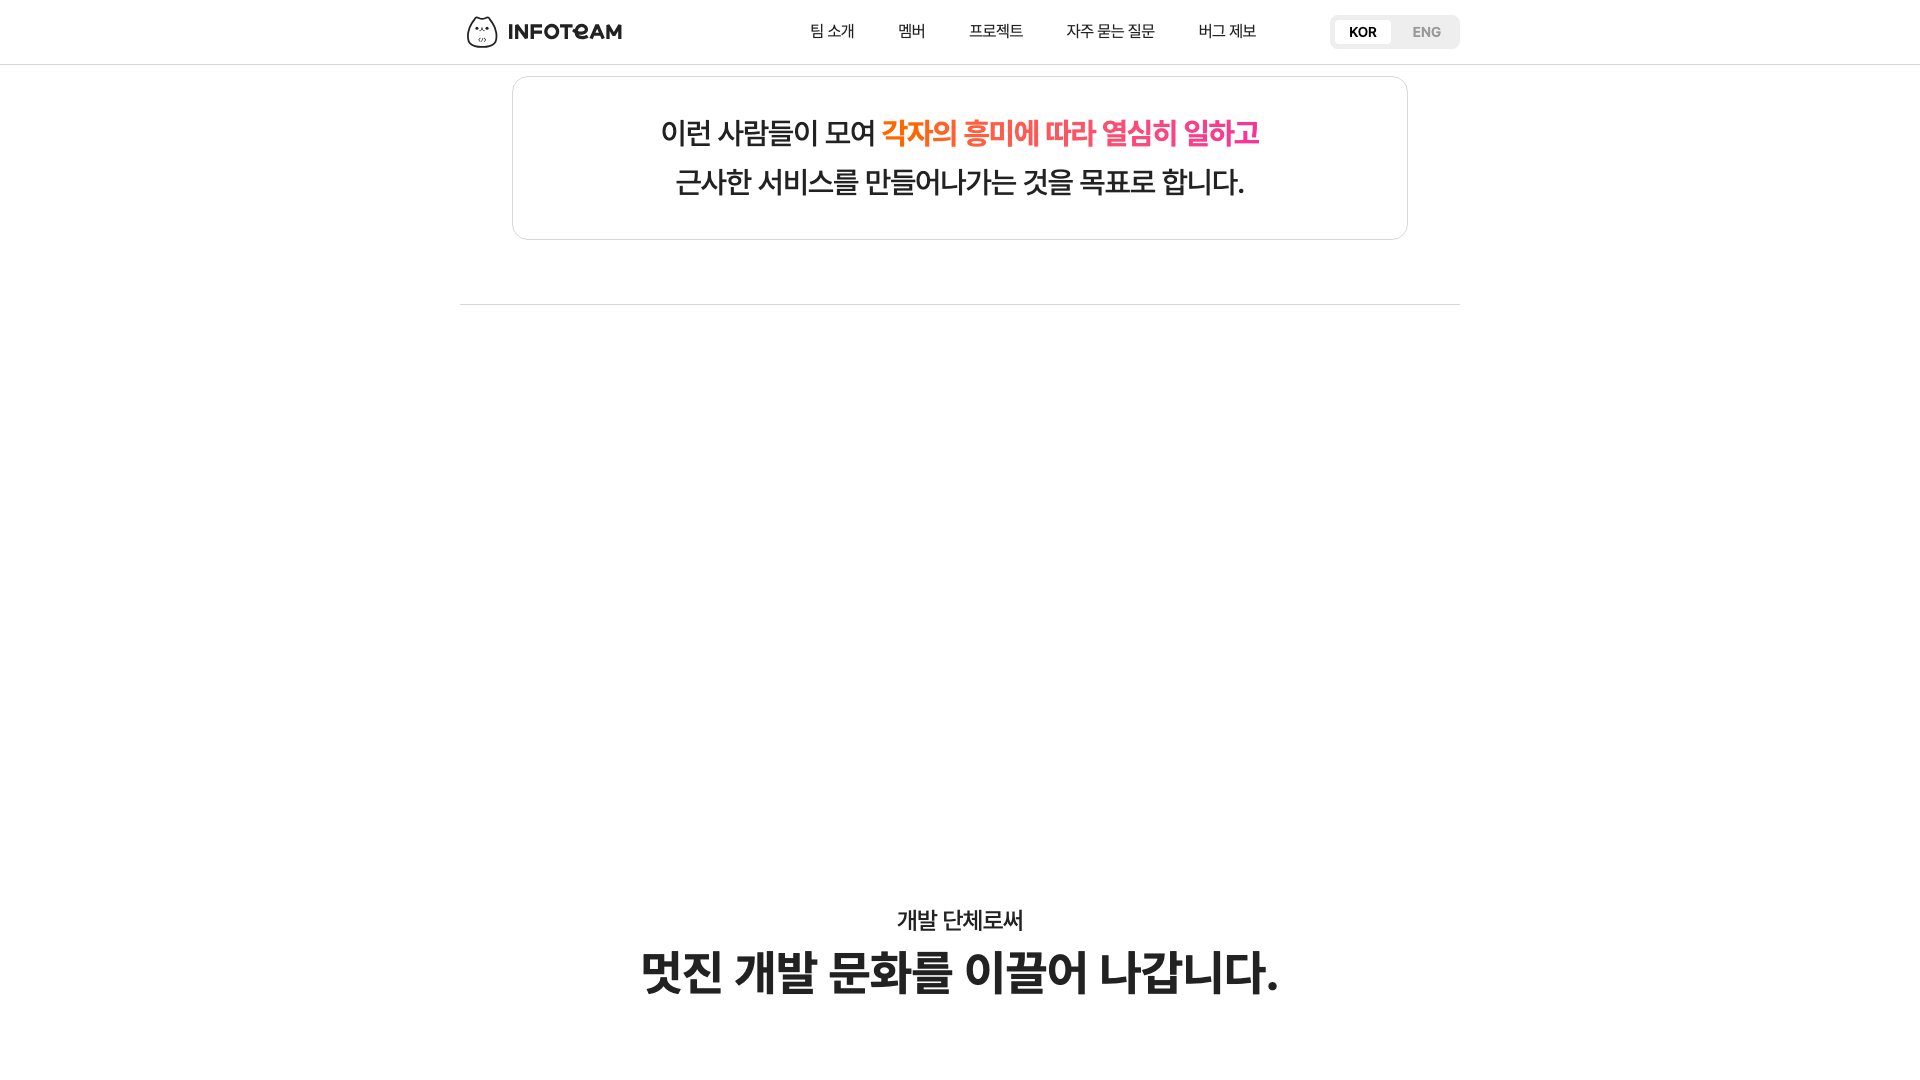 INFOTEAM
팀 소개
멤버
프로젝트
자주 묻는 질문
버그 제보
KOR
ENG
이런 사람들이 모여 각자의 흥미에 따라 열심히 일하고
근사한 서비스를 만들어나가는 것을 목표로 합니다.
개발 단체로써
멋진 개발 문화를 이끌어 나갑니다.